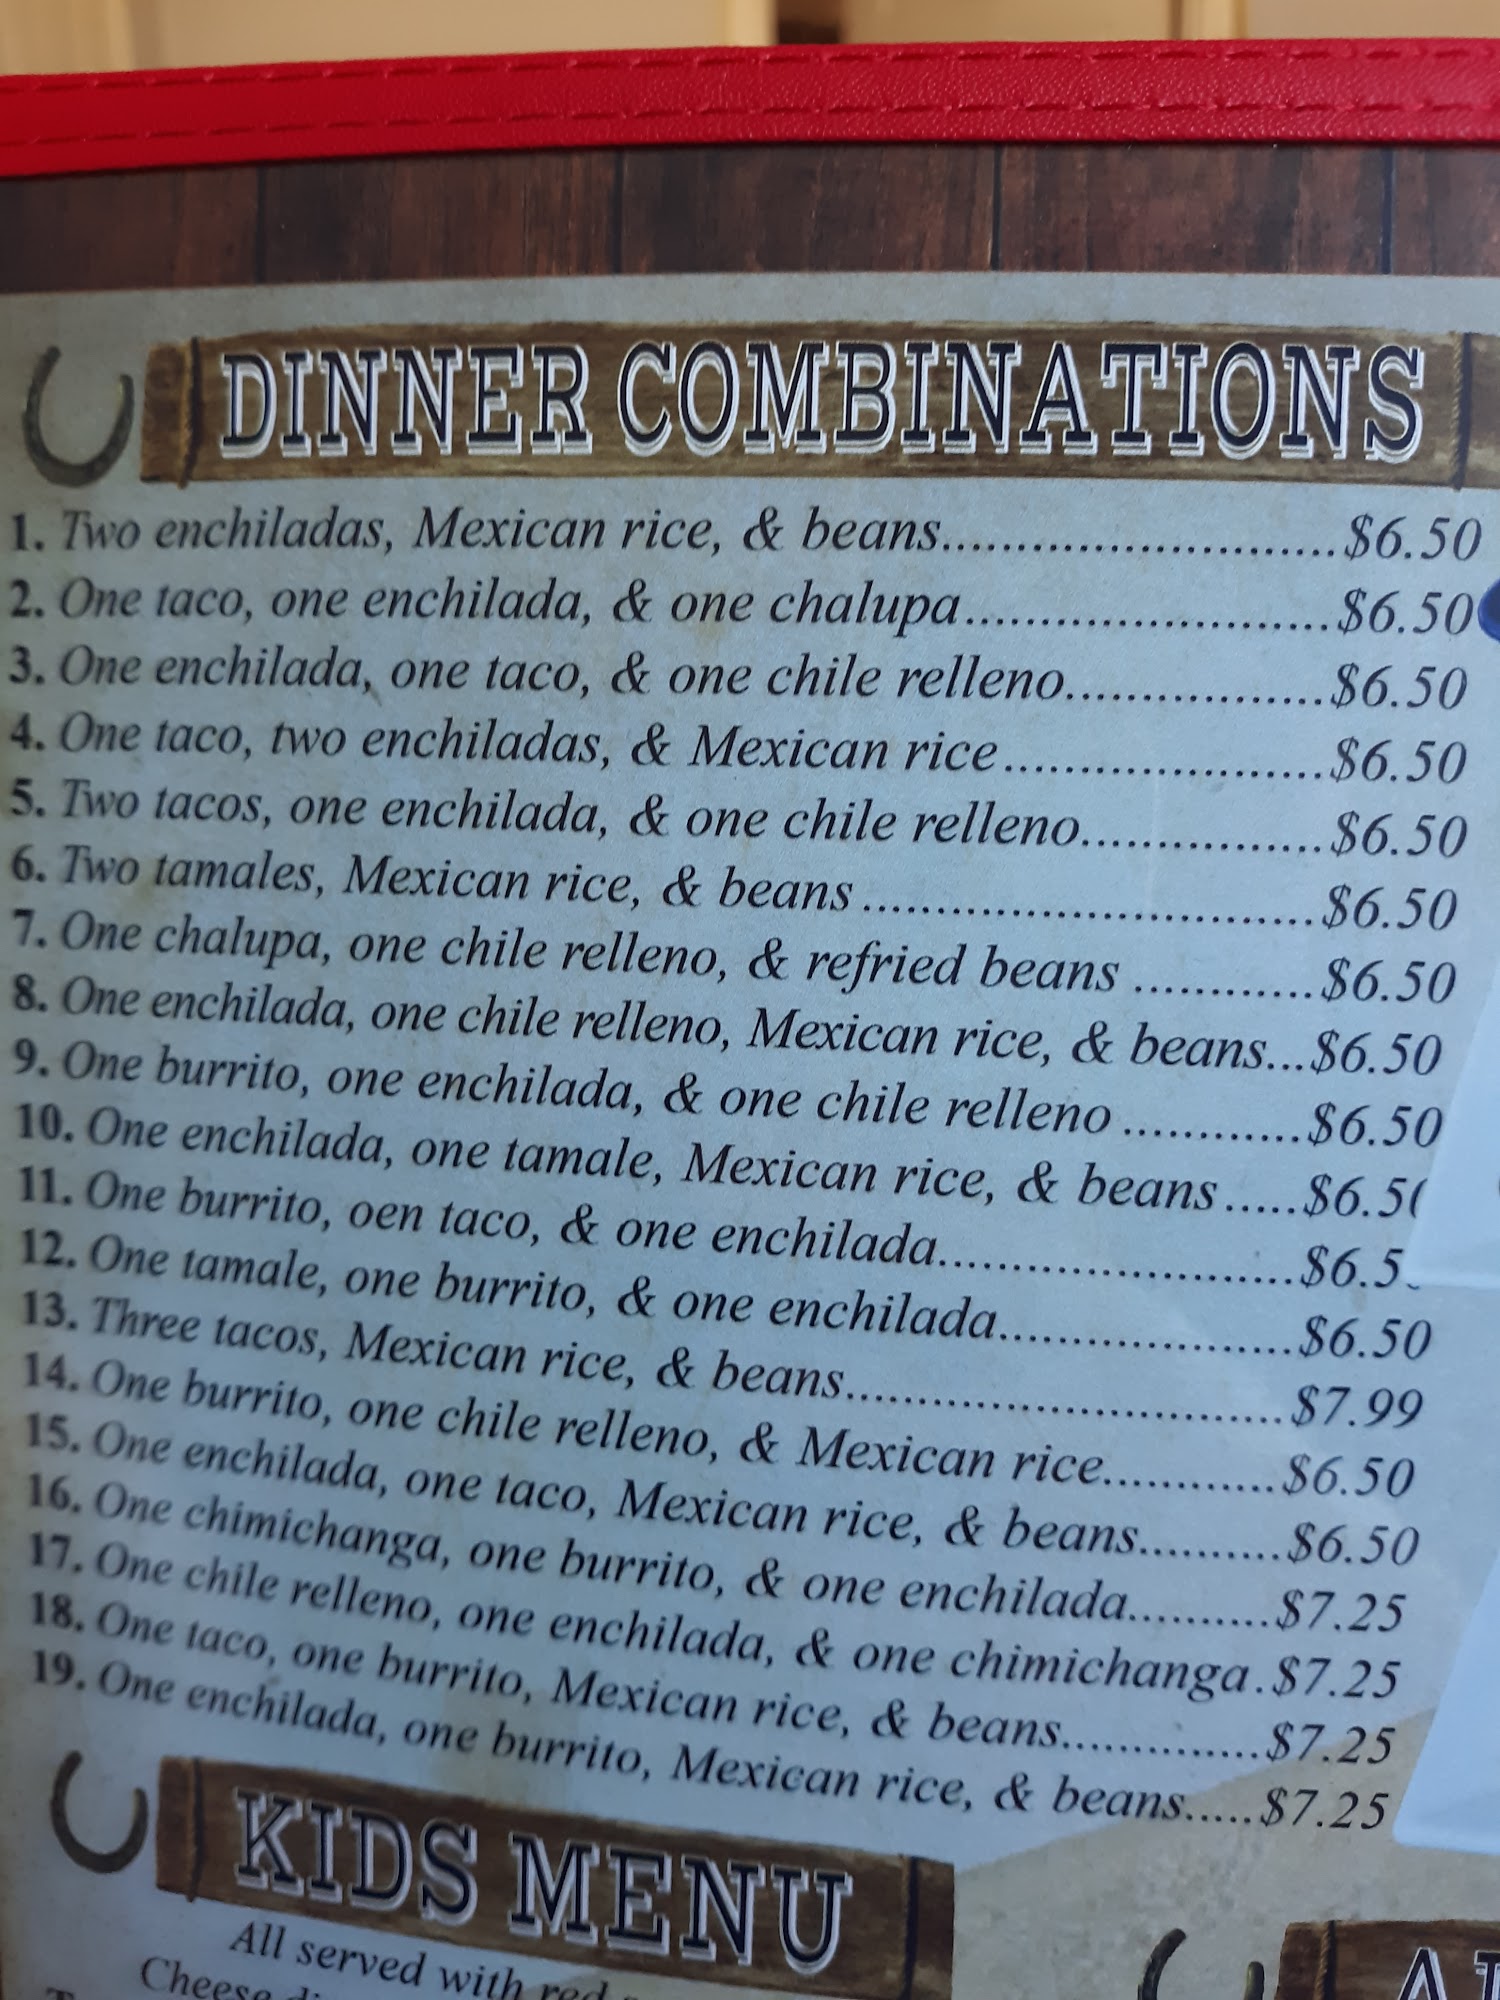 DINNER COMBINATIONS
1. Two enchiladas, Mexican rice, & beans..........................$6.50
2. One taco, one enchilada, & one chalupa........................$6.50
3. One enchilada, one taco, & one chile relleno.................$6.50
4. One taco, two enchiladas, & Mexican rice.....................$6.50
5. Two tacos, one enchilada, & one chile relleno................$6.50
6. Two tamales, Mexican rice, & beans ..............................$6.50
7. One chalupa, one chile relleno, & refried beans ............$6.50
8. One enchilada, one chile relleno, Mexican rice, & beans...$6.50
9. One burrito, one enchilada, & one chile relleno ............$6.50
10. One enchilada, one tamale, Mexican rice, & beans.....$6.5
11. One burrito, oen taco, & one enchilada........................$6.5
12. One tamale, one burrito, & one enchilada....................$6.50
13. Three tacos, Mexican rice, & beans..............................$7.99
14. One burrito, one chile relleno, & Mexican rice............$6.50
15. One enchilada, one taco, Mexican rice, & beans..........$6.50
16. One chimichanga, one burrito, & one enchilada..........$7.25
17. One chile relleno, one enchilada, & one chimichanga.$7.25
18. One taco, one burrito, Mexican rice, & beans..............$7.25
19. One enchilada, one burrito, Mexican rice, & beans.....$7.25
KIDS MENU
All served with red
Cheese